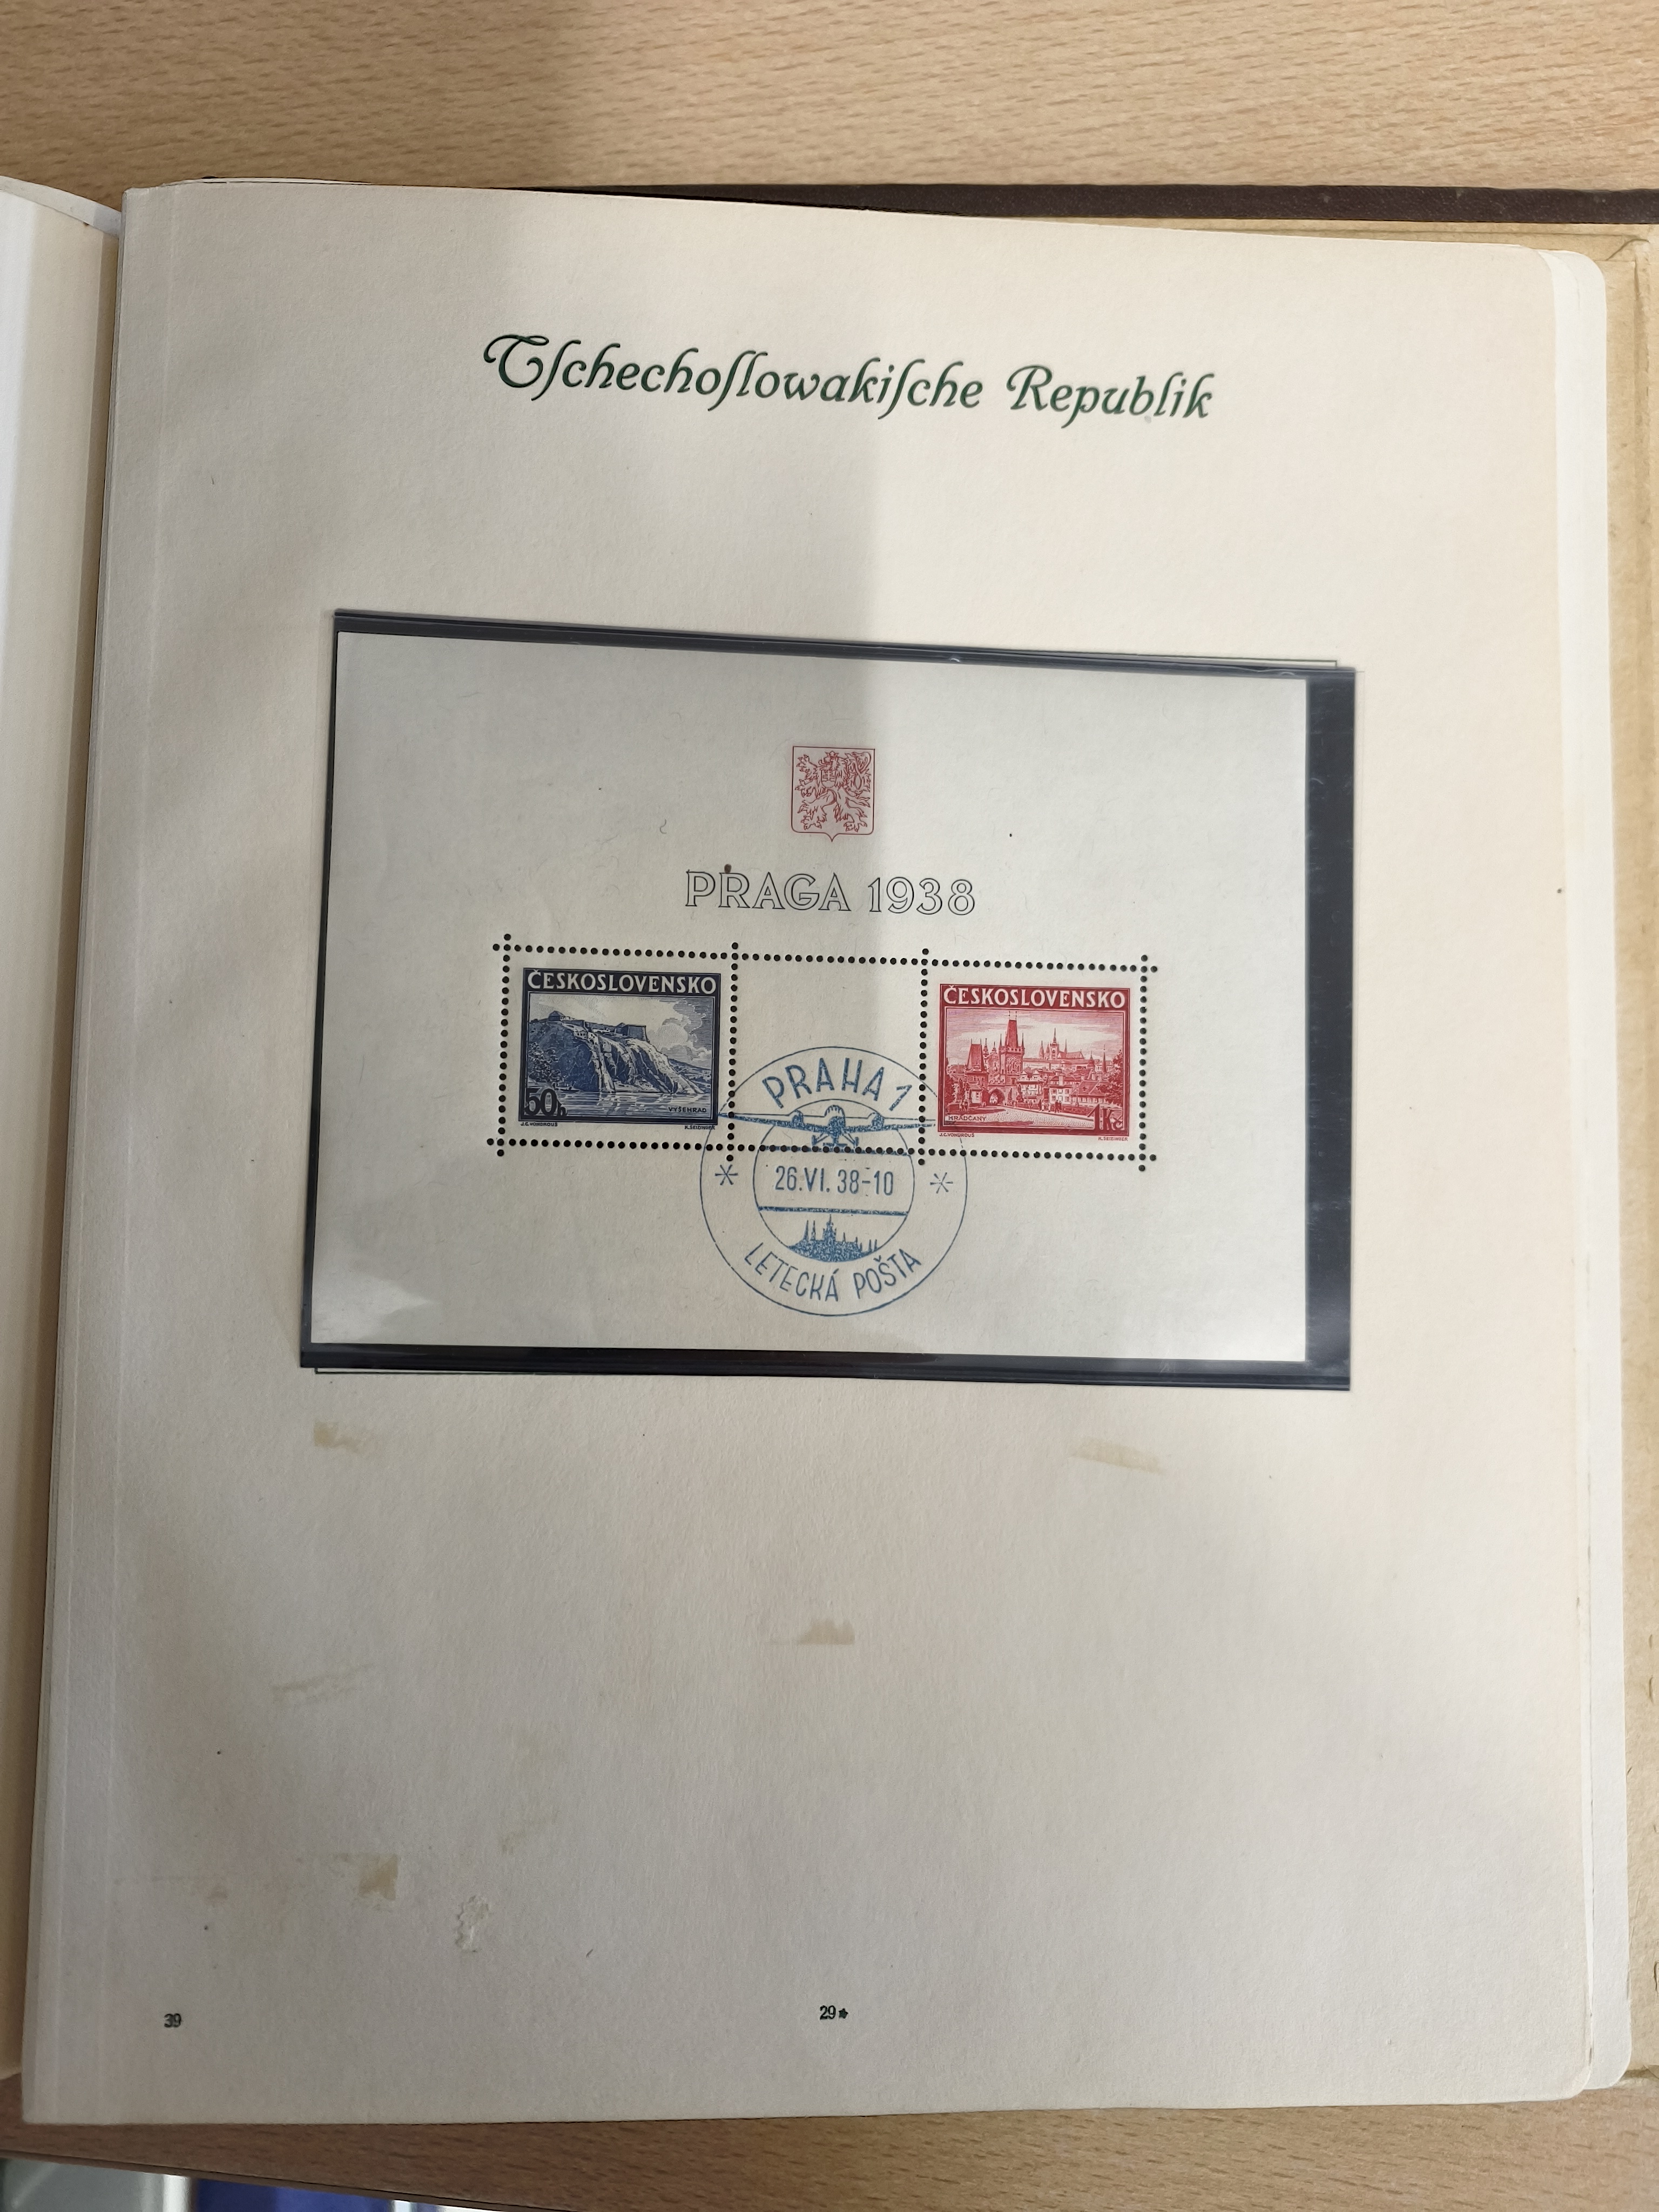 Tſchechoſlowakiſche Republik
PRAGA 1938
ČESKOSLOVENSKO
50h
VYŠEHRAD
ČESKOSLOVENSKO
HRADČANY
1Kč
PRAHA 1
26.VI.38-10
LETECKÁ POŠTA
39
29*